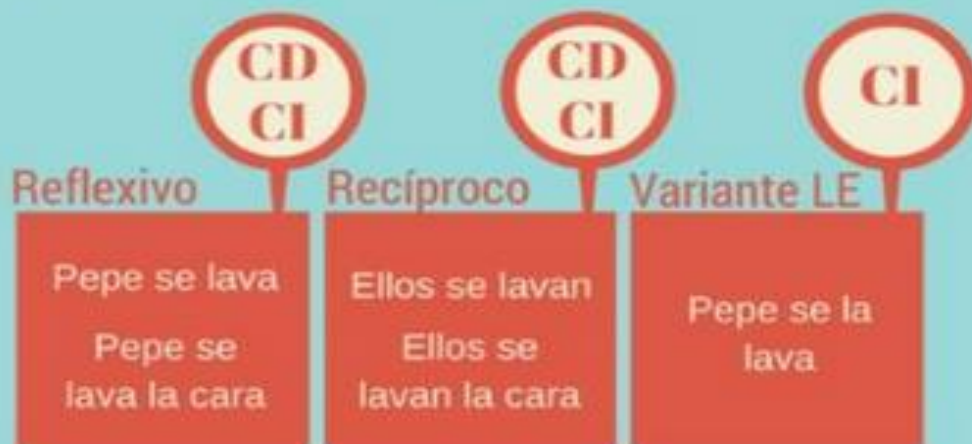 CD
CI
Reflexivo
Pepe se lava
Pepe se
lava la cara
CD
CI
Recíproco
Ellos se lavan
Ellos se
lavan la cara
CI
Variante LE
Pepe se la
lava